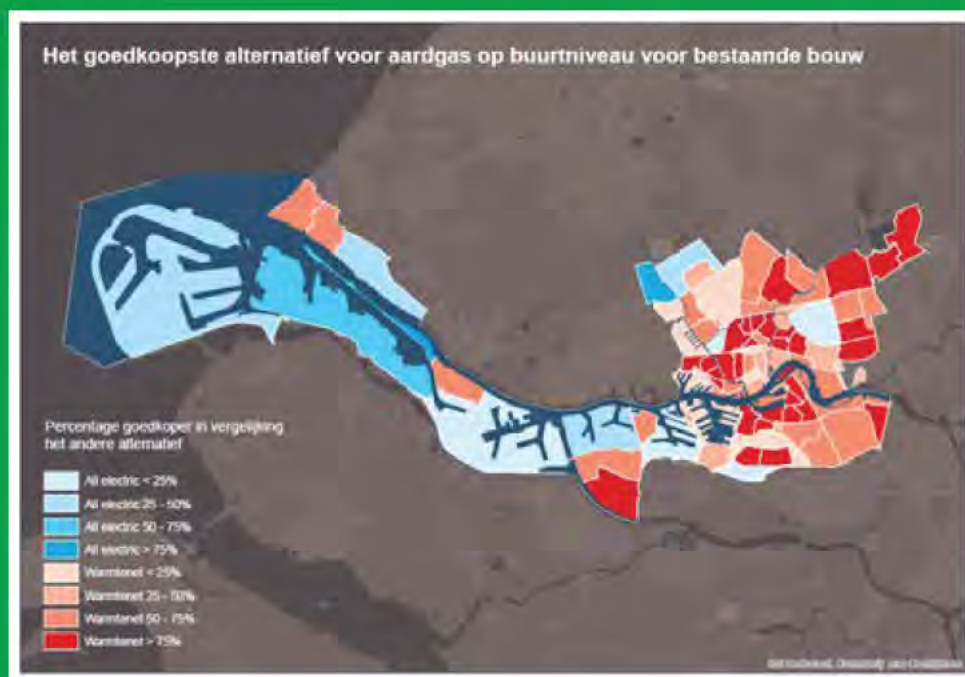 Het goedkoopste alternatief voor aardgas op buurtniveau voor bestaande bouw
Percentage goedkoper in vergelijking
het andere alternatief
All electric < 25%
All electric 25 - 50%
All electric 50 - 75%
All electric > 75%
Warmtenet < 25%
Warmtenet 25 - 50%
Warmtenet 50 - 75%
Warmtenet > 75%